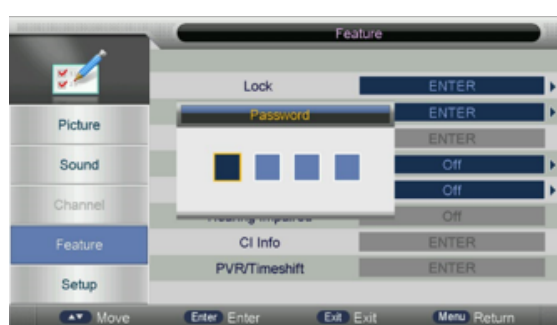 Feature
Lock ENTER
Password ENTER
Picture ENTER
Sound Off
Off
Channel Off
Feature CI Info ENTER
PVR/Timeshift ENTER
Setup
Move Enter Enter Exit Exit Menu Return